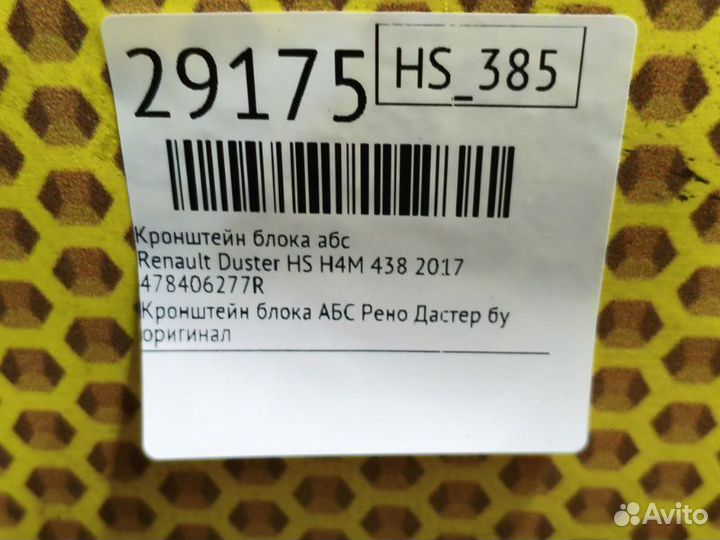 29175
HS_385
Кронштейн блока абс
Renault Duster HS H4M 438 2017
478406277R
Кронштейн блока АБС Рено Дастер бу
оригинал
Avito